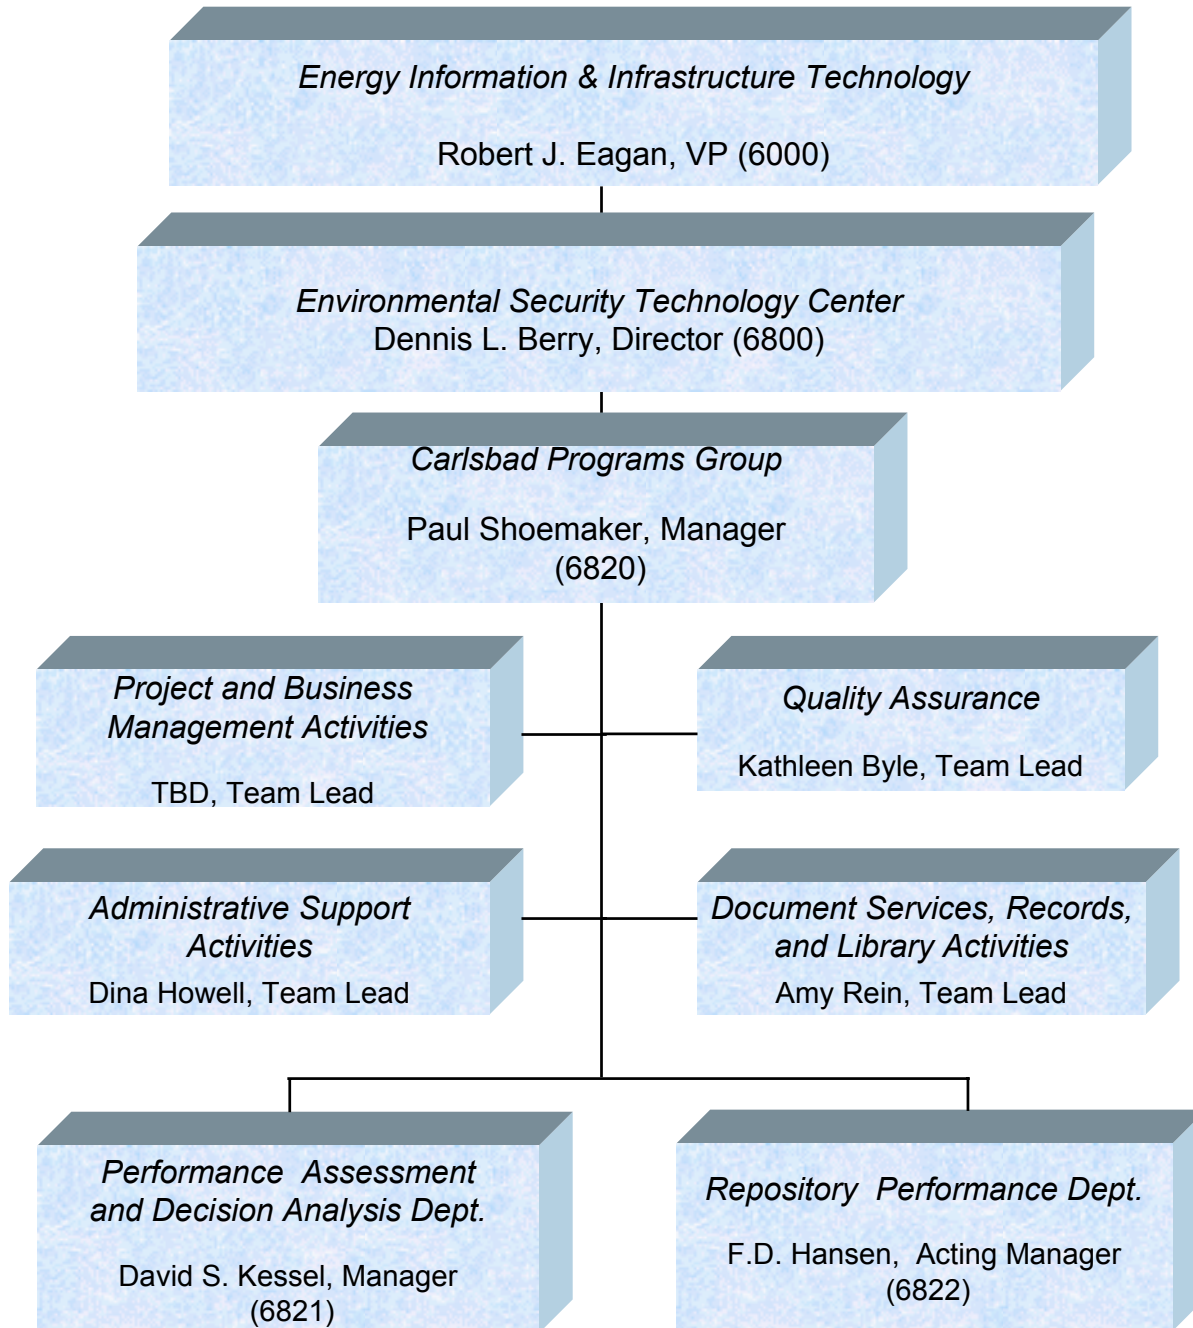 Energy Information & Infrastructure Technology
Robert J. Eagan, VP (6000)
Environmental Security Technology Center
Dennis L. Berry, Director (6800)
Carlsbad Programs Group
Paul Shoemaker, Manager
(6820)
Project and Business
Management Activities
TBD, Team Lead
Quality Assurance
Kathleen Byle, Team Lead
Administrative Support
Activities
Dina Howell, Team Lead
Document Services, Records,
and Library Activities
Amy Rein, Team Lead
Performance Assessment
and Decision Analysis Dept.
David S. Kessel, Manager
(6821)
Repository Performance Dept.
F.D. Hansen, Acting Manager
(6822)